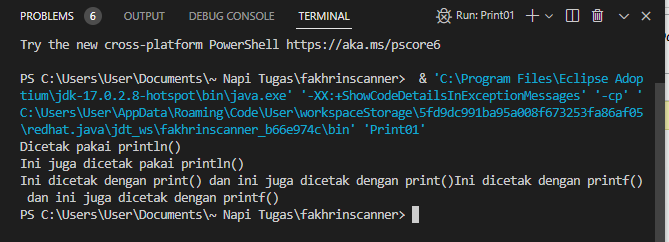 PROBLEMS 6 OUTPUT DEBUG CONSOLE TERMINAL Run: Print01
Try the new cross-platform PowerShell https://aka.ms/pscore6
PS C:\Users\User\Documents\~ Napi Tugas\fakhrinscanner> & 'C:\Program Files\Eclipse Adop
tium\jdk-17.0.2.8-hotspot\bin\java.exe' '-XX:+ShowCodeDetailsInExceptionMessages' '-cp' '
C:\Users\User\AppData\Roaming\Code\User\workspaceStorage\5fd9dc991ba95a008f673253fa86af05
\redhat.java\jdt_ws\fakhrinscanner_b66e974c\bin' 'Print01'
Dicetak pakai println()
Ini juga dicetak pakai println()
Ini dicetak dengan print() dan ini juga dicetak dengan print()Ini dicetak dengan printf()
dan ini juga dicetak dengan printf()
PS C:\Users\User\Documents\~ Napi Tugas\fakhrinscanner>